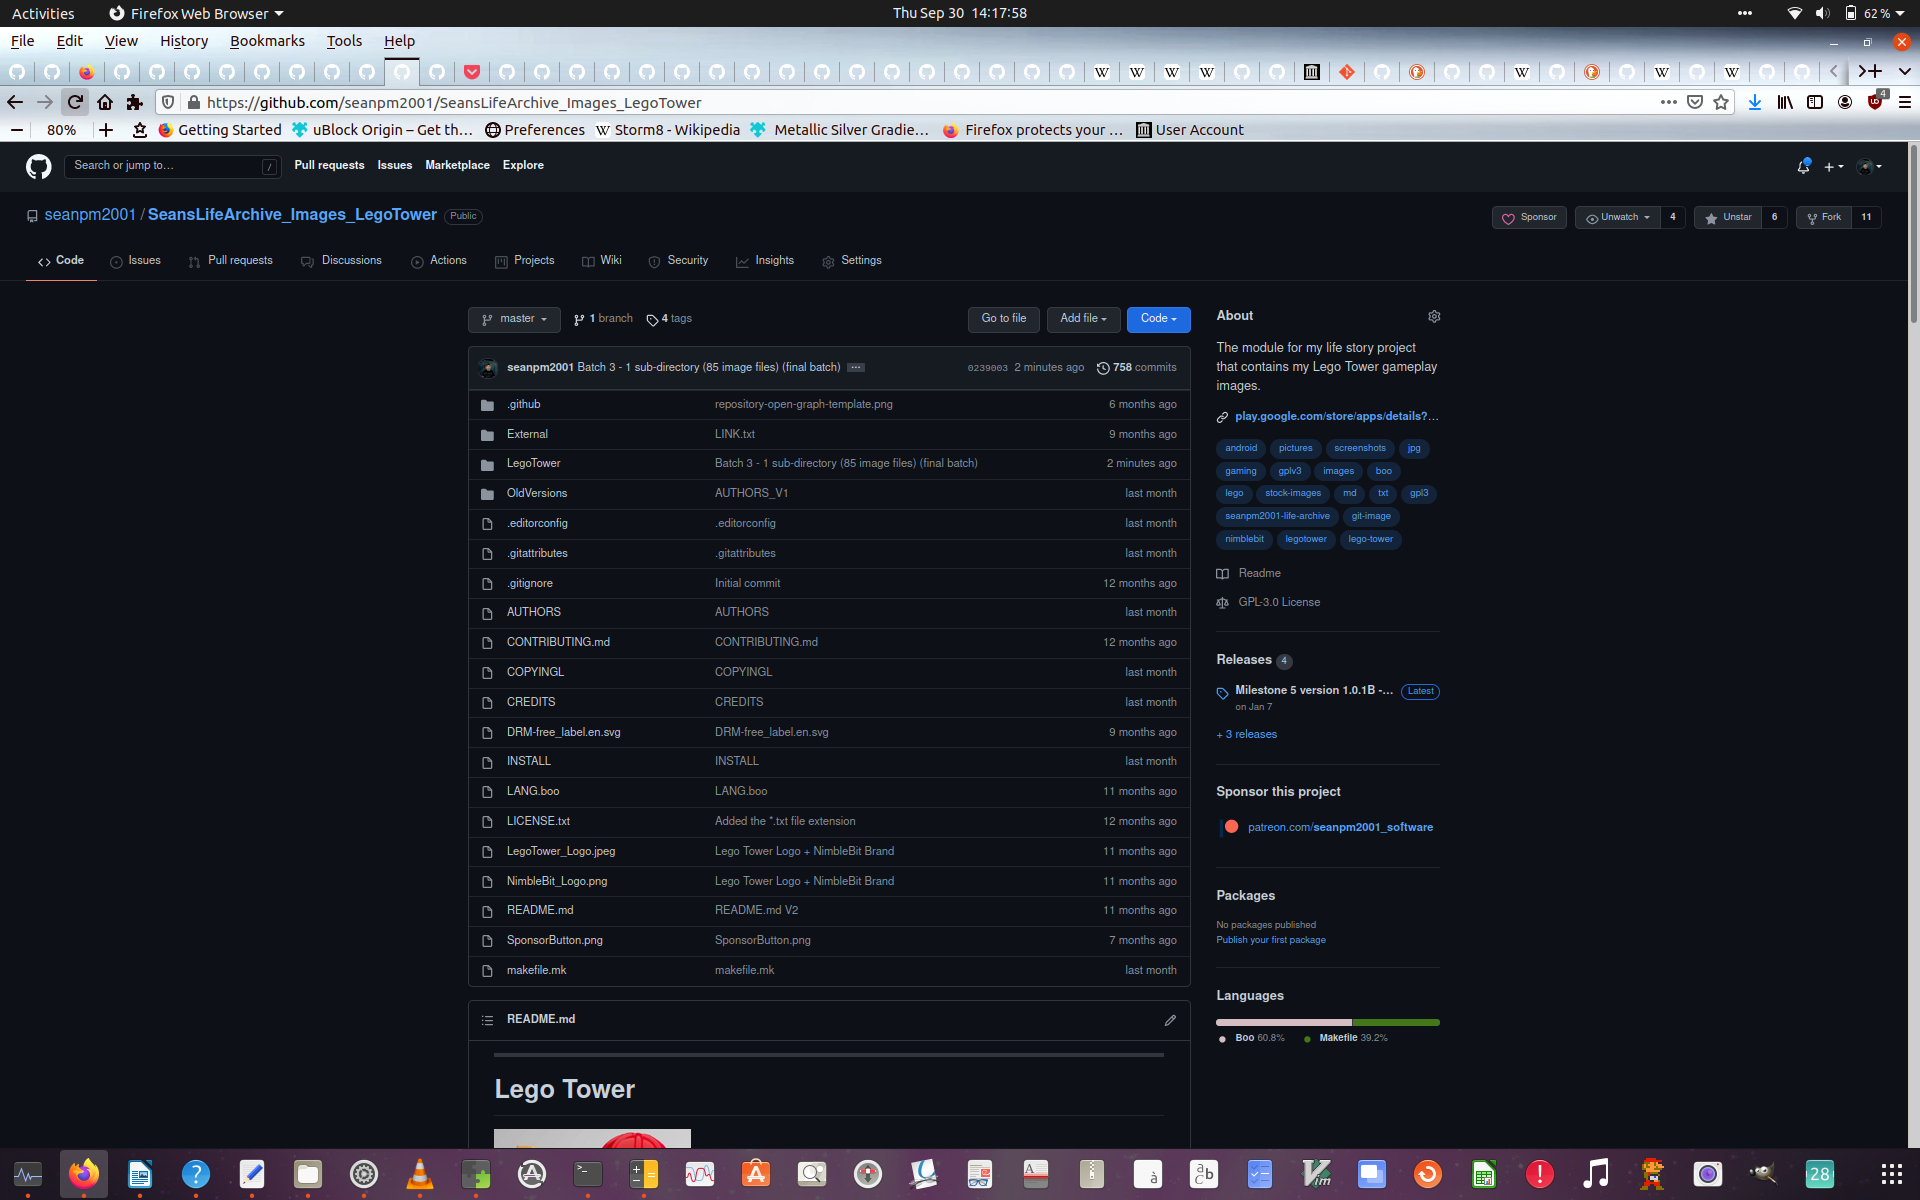 Activities
Firefox Web Browser
Thu Sep 30 14:17:58
62 %
File Edit View History Bookmarks Tools Help
https://github.com/seanpm2001/SeansLifeArchive_Images_LegoTower
4
80%
Getting Started
uBlock Origin – Get th…
Preferences
Storm8 - Wikipedia
Metallic Silver Gradie…
Firefox protects your …
User Account
Search or jump to…
/
Pull requests Issues Marketplace Explore
seanpm2001 / SeansLifeArchive_Images_LegoTower Public
Sponsor
Unwatch 4
Unstar 6
Fork 11
Code Issues Pull requests Discussions Actions Projects Wiki Security Insights Settings
master
1 branch
4 tags
Go to file
Add file
Code
seanpm2001 Batch 3 - 1 sub-directory (85 image files) (final batch) 0239003 2 minutes ago 758 commits
.github repository-open-graph-template.png 6 months ago
External LINK.txt 9 months ago
LegoTower Batch 3 - 1 sub-directory (85 image files) (final batch) 2 minutes ago
OldVersions AUTHORS_V1 last month
.editorconfig .editorconfig last month
.gitattributes .gitattributes last month
.gitignore Initial commit 12 months ago
AUTHORS AUTHORS last month
CONTRIBUTING.md CONTRIBUTING.md 12 months ago
COPYINGL COPYINGL last month
CREDITS CREDITS last month
DRM-free_label.en.svg DRM-free_label.en.svg 9 months ago
INSTALL INSTALL last month
LANG.boo LANG.boo 11 months ago
LICENSE.txt Added the *.txt file extension 12 months ago
LegoTower_Logo.jpeg Lego Tower Logo + NimbleBit Brand 11 months ago
NimbleBit_Logo.png Lego Tower Logo + NimbleBit Brand 11 months ago
README.md README.md V2 11 months ago
SponsorButton.png SponsorButton.png 7 months ago
makefile.mk makefile.mk last month
README.md
Lego Tower
About
The module for my life story project
that contains my Lego Tower gameplay
images.
play.google.com/store/apps/details?…
android pictures screenshots jpg
gaming gplv3 images boo
lego stock-images md txt gpl3
seanpm2001-life-archive git-image
nimblebit legotower lego-tower
Readme
GPL-3.0 License
Releases 4
Milestone 5 version 1.0.1B -… Latest
on Jan 7
+ 3 releases
Sponsor this project
patreon.com/seanpm2001_software
Packages
No packages published
Publish your first package
Languages
Boo 60.8% Makefile 39.2%
28